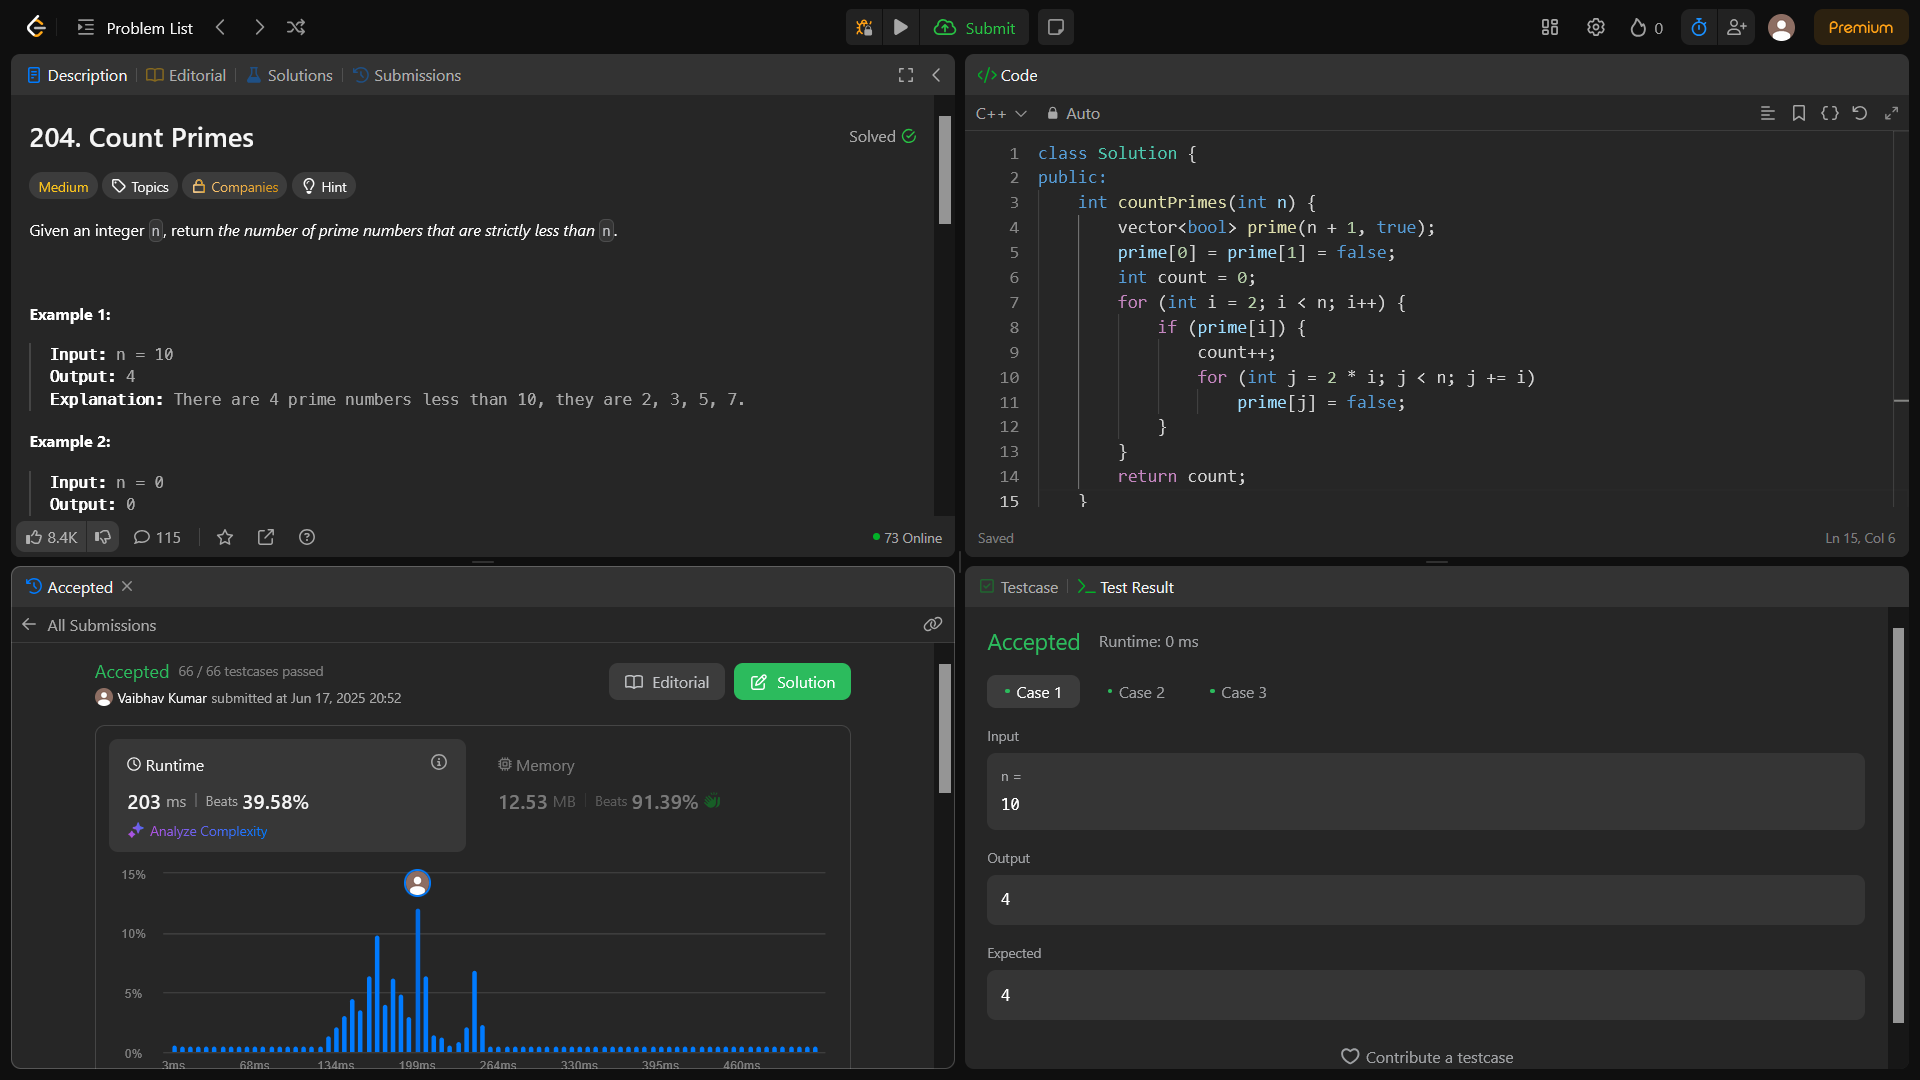 Problem List
Submit
0
Premium
Description
Editorial
Solutions
Submissions
204. Count Primes
Solved
Medium
Topics
Companies
Hint
Given an integer n, return the number of prime numbers that are strictly less than n.
Example 1:
Input: n = 10
Output: 4
Explanation: There are 4 prime numbers less than 10, they are 2, 3, 5, 7.
Example 2:
Input: n = 0
Output: 0
8.4K
115
73 Online
</> Code
C++
Auto
1 class Solution {
2 public:
3 int countPrimes(int n) {
4 vector<bool> prime(n + 1, true);
5 prime[0] = prime[1] = false;
6 int count = 0;
7 for (int i = 2; i < n; i++) {
8 if (prime[i]) {
9 count++;
10 for (int j = 2 * i; j < n; j += i)
11 prime[j] = false;
12 }
13 }
14 return count;
15 }
Saved
Ln 15, Col 6
Accepted
All Submissions
Accepted 66 / 66 testcases passed
Vaibhav Kumar submitted at Jun 17, 2025 20:52
Editorial
Solution
Runtime
203 ms | Beats 39.58%
Analyze Complexity
Memory
12.53 MB | Beats 91.39%
15%
10%
5%
0%
3ms 68ms 134ms 199ms 264ms 330ms 395ms 460ms
Testcase
Test Result
Accepted Runtime: 0 ms
Case 1
Case 2
Case 3
Input
n =
10
Output
4
Expected
4
Contribute a testcase